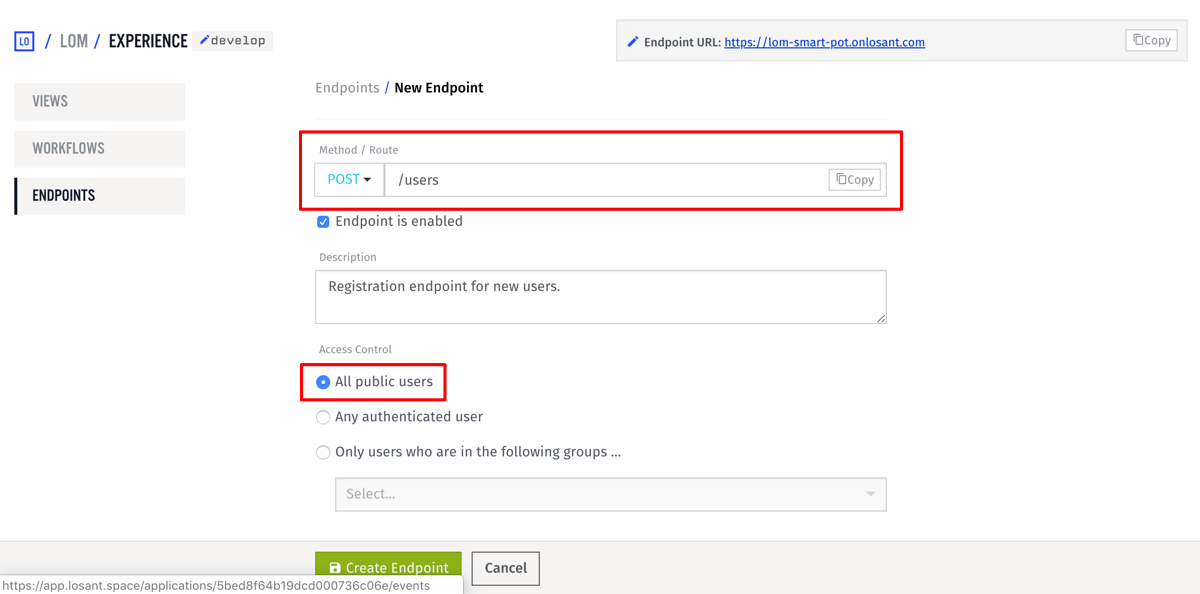 LO / LOM / EXPERIENCE develop
Endpoint URL: https://lom-smart-pot.onlosant.com Copy
VIEWS
WORKFLOWS
ENDPOINTS
Endpoints / New Endpoint
Method / Route
POST /users Copy
Endpoint is enabled
Description
Registration endpoint for new users.
Access Control
All public users
Any authenticated user
Only users who are in the following groups ...
Select...
Create Endpoint Cancel
https://app.losant.space/applications/5bed8f64b19dcd000736c06e/events